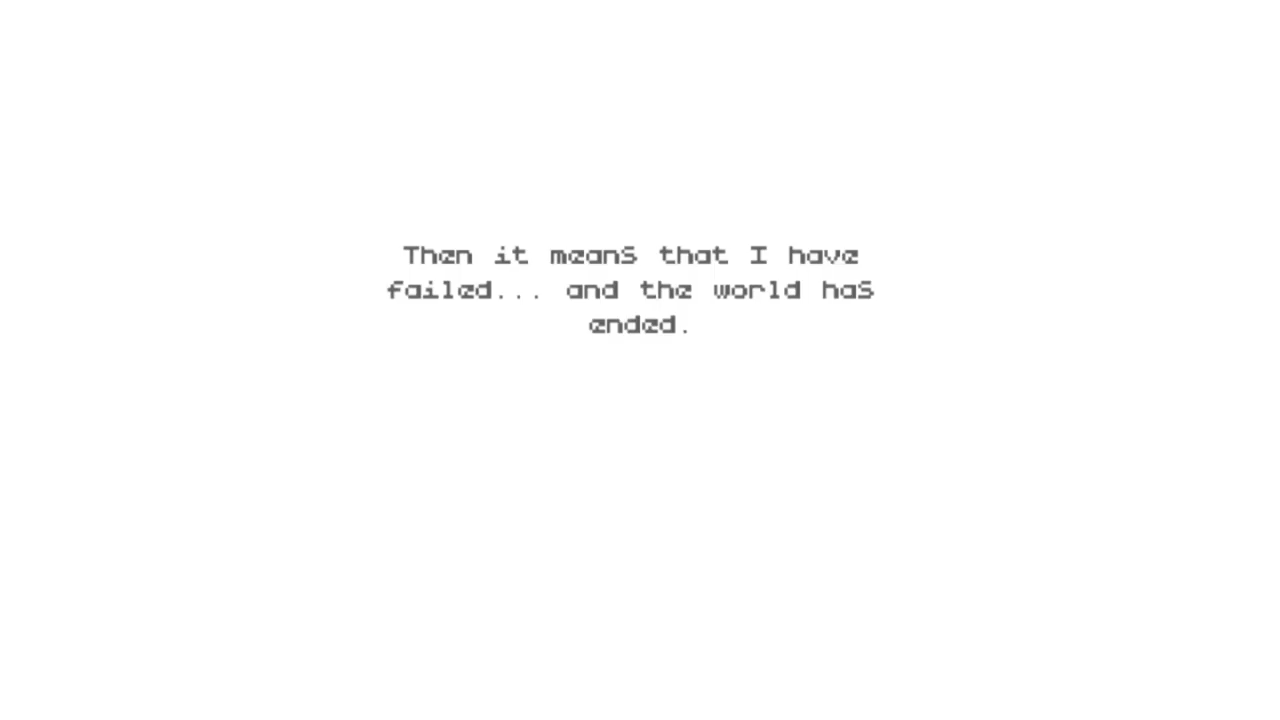 Then it means that I have
failed... and the world has
ended.